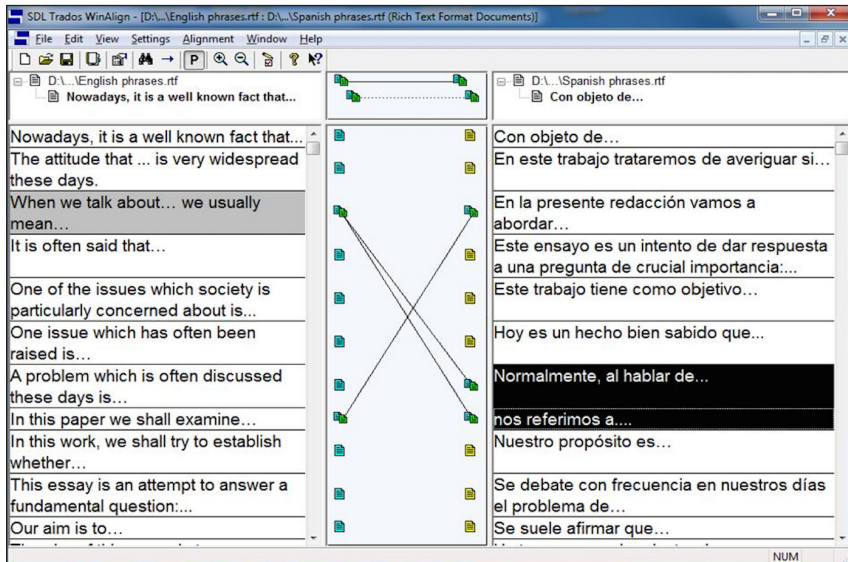 SDL Trados WinAlign - [D:\...\English phrases.rtf : D:\...\Spanish phrases.rtf (Rich Text Format Documents)]
File Edit View Settings Alignment Window Help
P
D:\...\English phrases.rtf
Nowadays, it is a well known fact that...
D:\...\Spanish phrases.rtf
Con objeto de...
Nowadays, it is a well known fact that...
The attitude that ... is very widespread
these days.
When we talk about… we usually
mean…
It is often said that…
One of the issues which society is
particularly concerned about is...
One issue which has often been
raised is…
A problem which is often discussed
these days is…
In this paper we shall examine…
In this work, we shall try to establish
whether…
This essay is an attempt to answer a
fundamental question:...
Our aim is to…
Con objeto de…
En este trabajo trataremos de averiguar si…
En la presente redacción vamos a
abordar…
Este ensayo es un intento de dar respuesta
a una pregunta de crucial importancia:...
Este trabajo tiene como objetivo…
Hoy es un hecho bien sabido que...
Normalmente, al hablar de...
nos referimos a....
Nuestro propósito es…
Se debate con frecuencia en nuestros días
el problema de…
Se suele afirmar que…
NUM